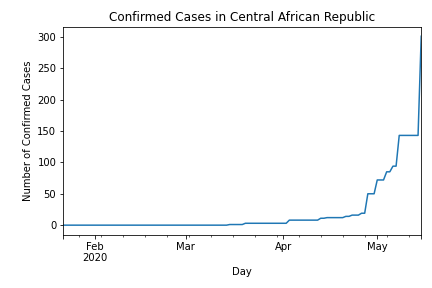 Confirmed Cases in Central African Republic
Number of Confirmed Cases
300
250
200
150
100
50
0
Feb
2020
Mar
Apr
May
Day